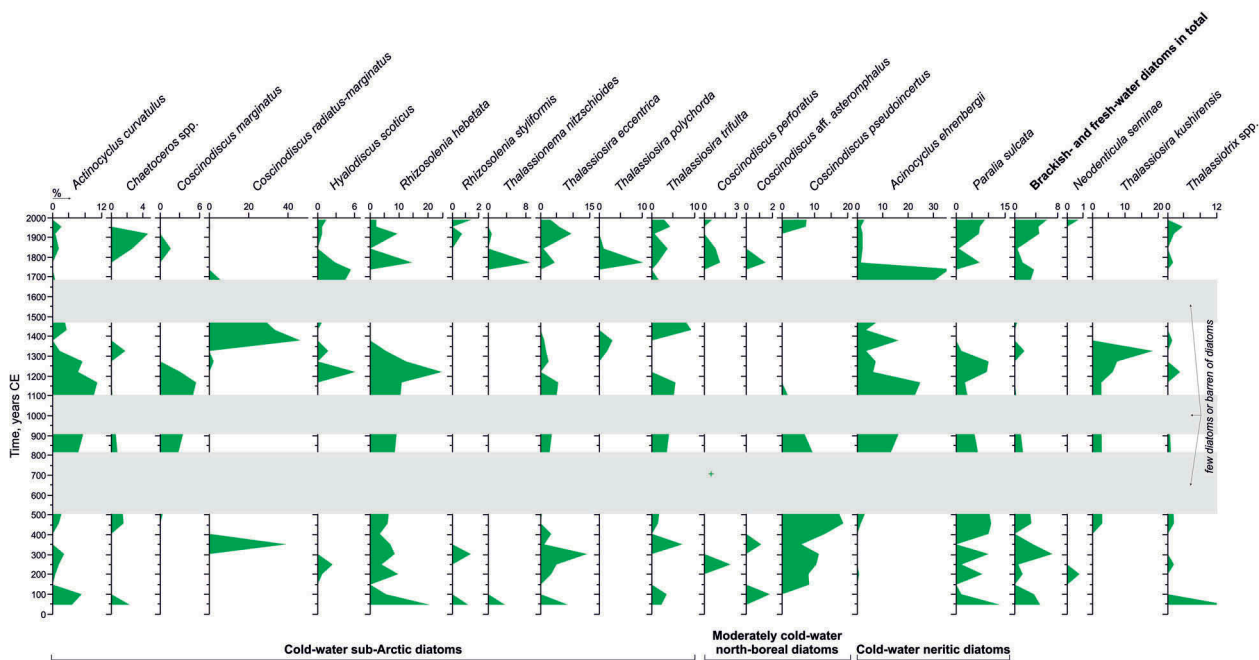 Actinocyclus curvatulus
Chaetoceros spp.
Coscinodiscus marginatus
Coscinodiscus radiatus-marginatus
Hyalodisc scoticus
Rhizosolenia hebetata
Rhizosolenia styliformis
Thalassionema nitzschioides
Thalassiosira eccentrica
Thalassiosira polychorda
Thalassiosira trifulta
Coscinodiscus perforatus
Coscinodiscus aff. asteromphalus
Coscinodiscus pseudoincertus
Acinocyclus ehrenbergii
Paralia sulcata
Brackish- and fresh-water diatoms in total
Neodenticula seminae
Thalassiosira kushirensis
Thalassiotrix spp.
%
0 12 0 4 0 6 0 20 40 0 6 0 10 20 0 2 0 8 0 15 0 10 0 10 0 3 0 3 0 10 20 0 10 20 30 0 15 0 8 0 1 0 10 20 0 12
Time, years CE
2000
1900
1800
1700
1600
1500
1400
1300
1200
1100
1000
900
800
700
600
500
400
300
200
100
0
few diatoms or barren of diatoms
Cold-water sub-Arctic diatoms
Moderately cold-water
north-boreal diatoms
Cold-water neritic diatoms